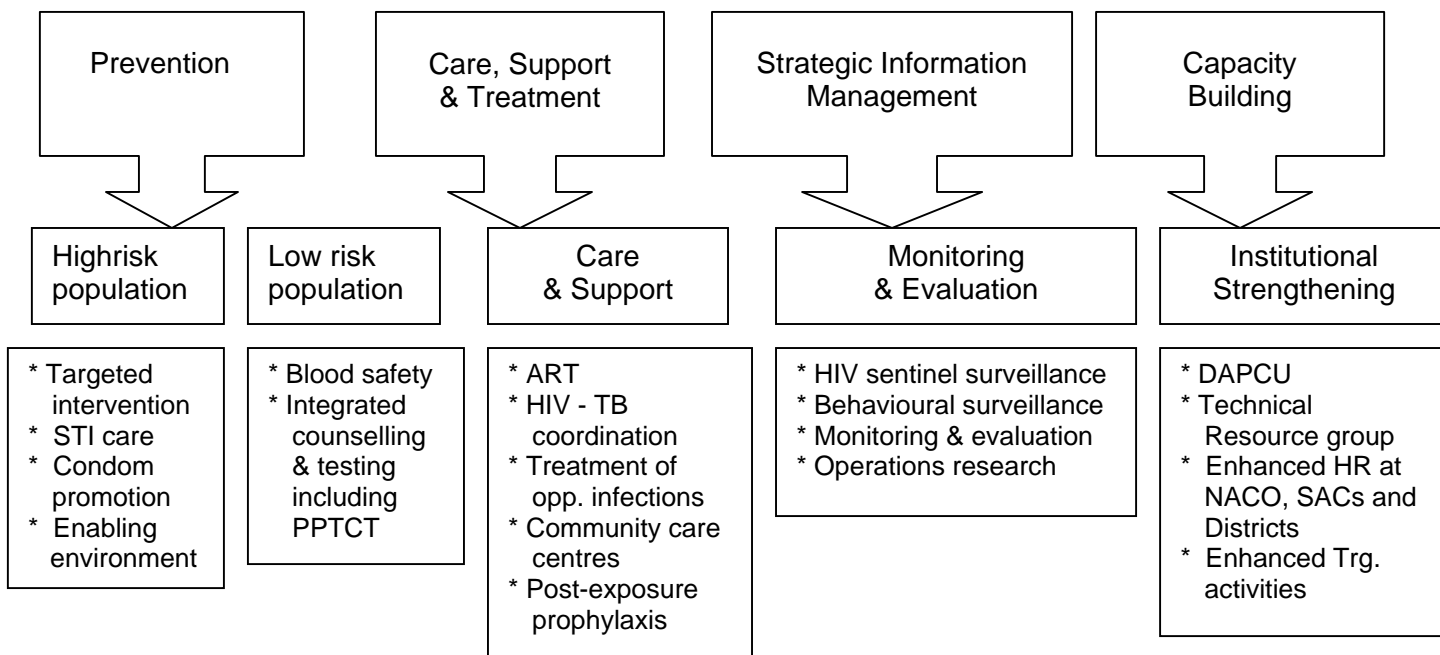 Prevention
Care, Support
& Treatment
Strategic Information
Management
Capacity
Building
Highrisk
population
Low risk
population
Care
& Support
Monitoring
& Evaluation
Institutional
Strengthening
* Targeted
intervention
* STI care
* Condom
promotion
* Enabling
environment
* Blood safety
* Integrated
counselling
& testing
including
PPTCT
* ART
* HIV - TB
coordination
* Treatment of
opp. infections
* Community care
centres
* Post-exposure
prophylaxis
* HIV sentinel surveillance
* Behavioural surveillance
* Monitoring & evaluation
* Operations research
* DAPCU
* Technical
Resource group
* Enhanced HR at
NACO, SACs and
Districts
* Enhanced Trg.
activities